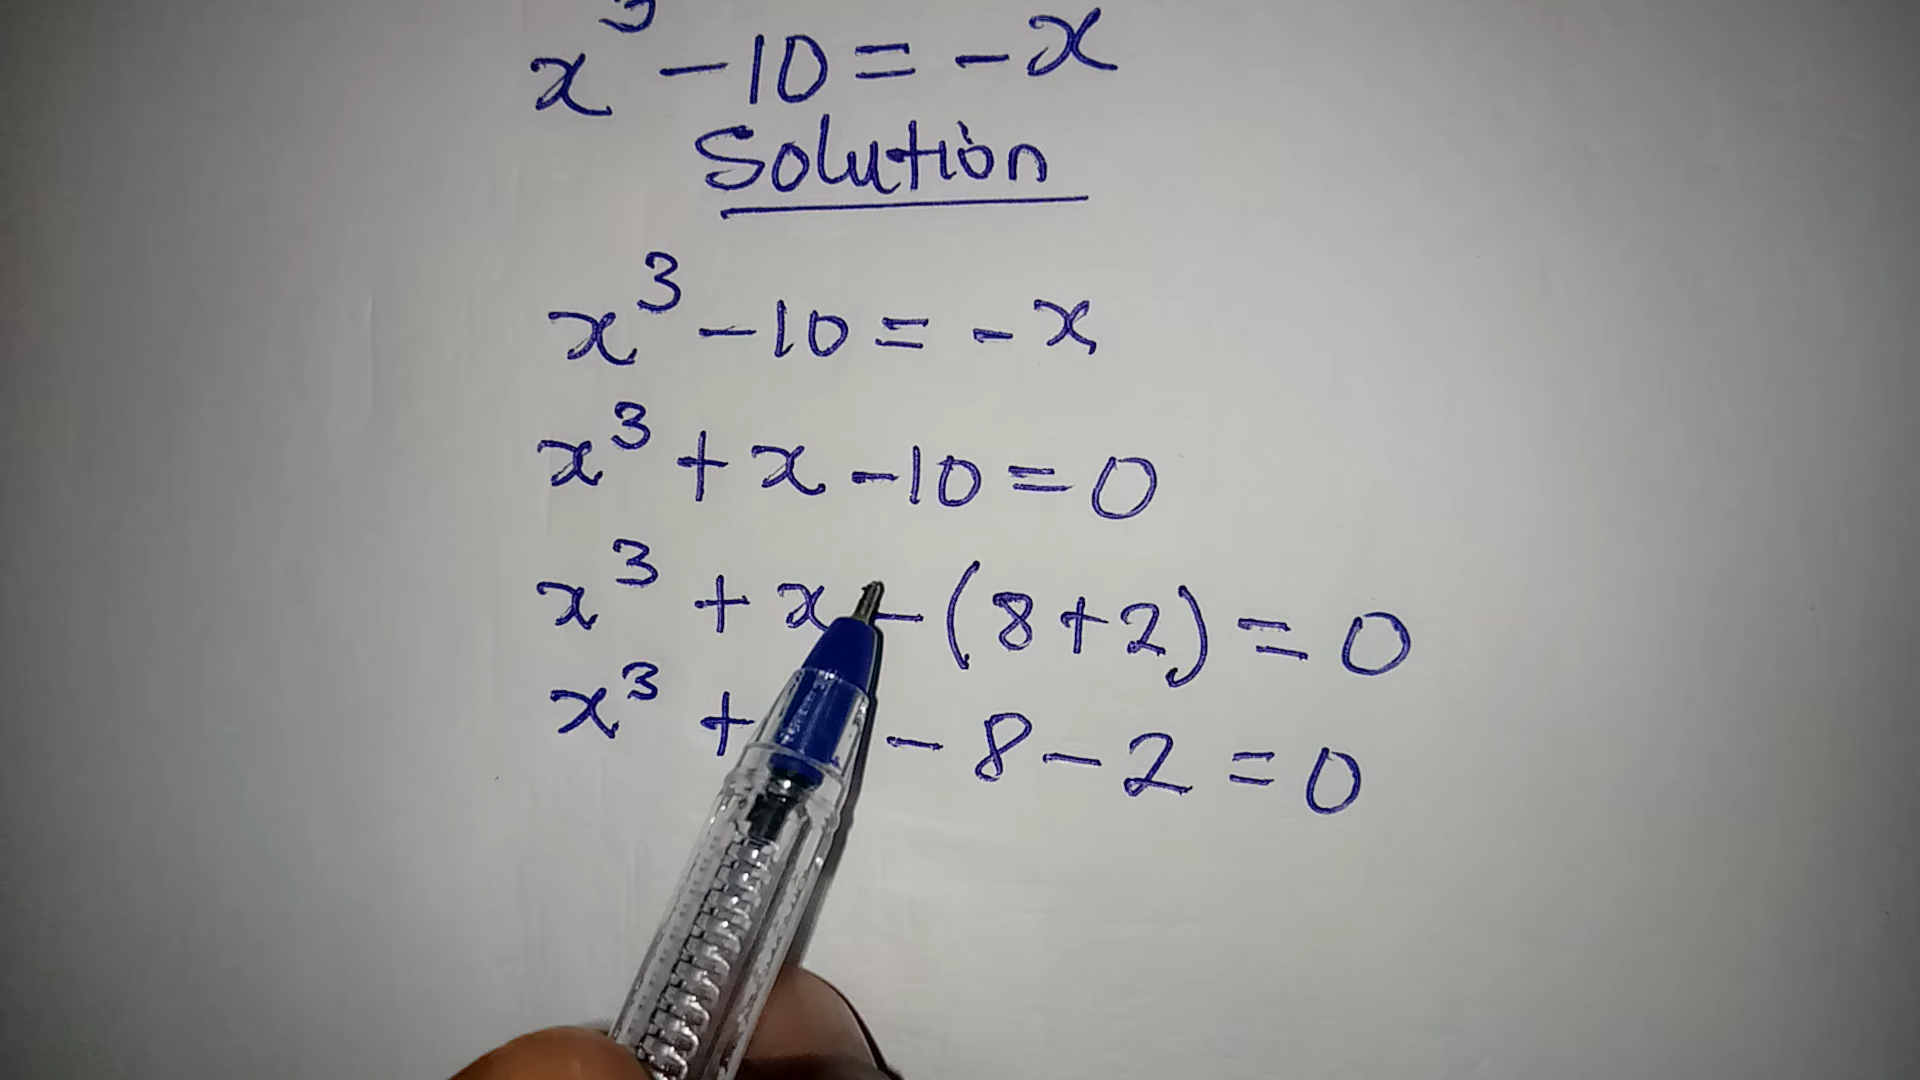 x³ - 10 = -x
Solution
x³ - 10 = -x
x³ + x - 10 = 0
x³ + x - (8 + 2) = 0
x³ + - 8 - 2 = 0